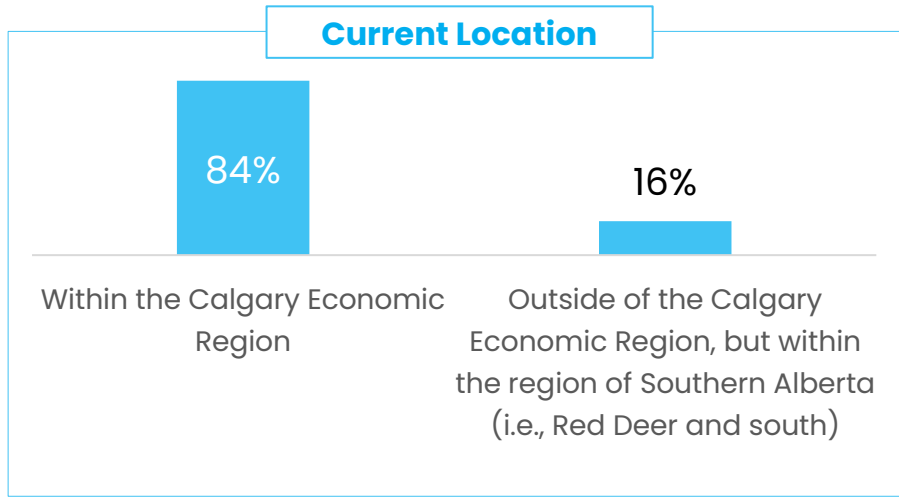 Current Location
84%
16%
Within the Calgary Economic
Region
Outside of the Calgary
Economic Region, but within
the region of Southern Alberta
(i.e., Red Deer and south)